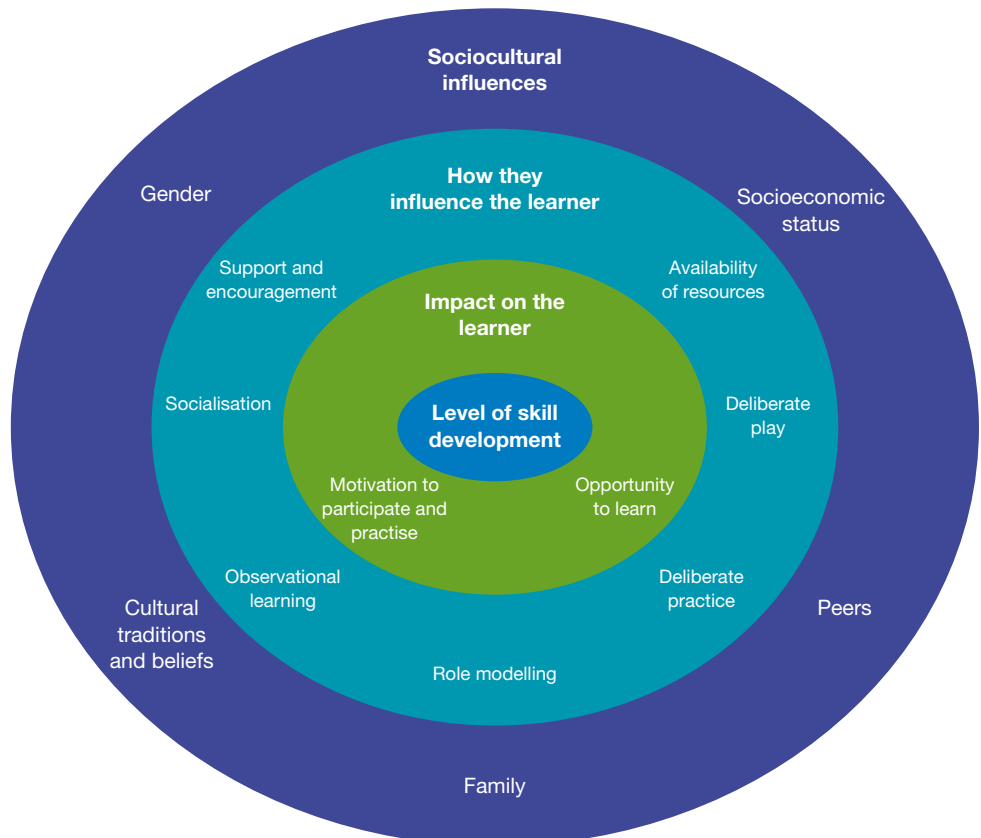 Sociocultural
influences
Gender
Socioeconomic
status
How they
influence the learner
Support and
encouragement
Availability
of resources
Impact on the
learner
Socialisation
Deliberate
play
Level of skill
development
Motivation to
participate and
practise
Opportunity
to learn
Observational
learning
Deliberate
practice
Cultural
traditions
and beliefs
Peers
Role modelling
Family